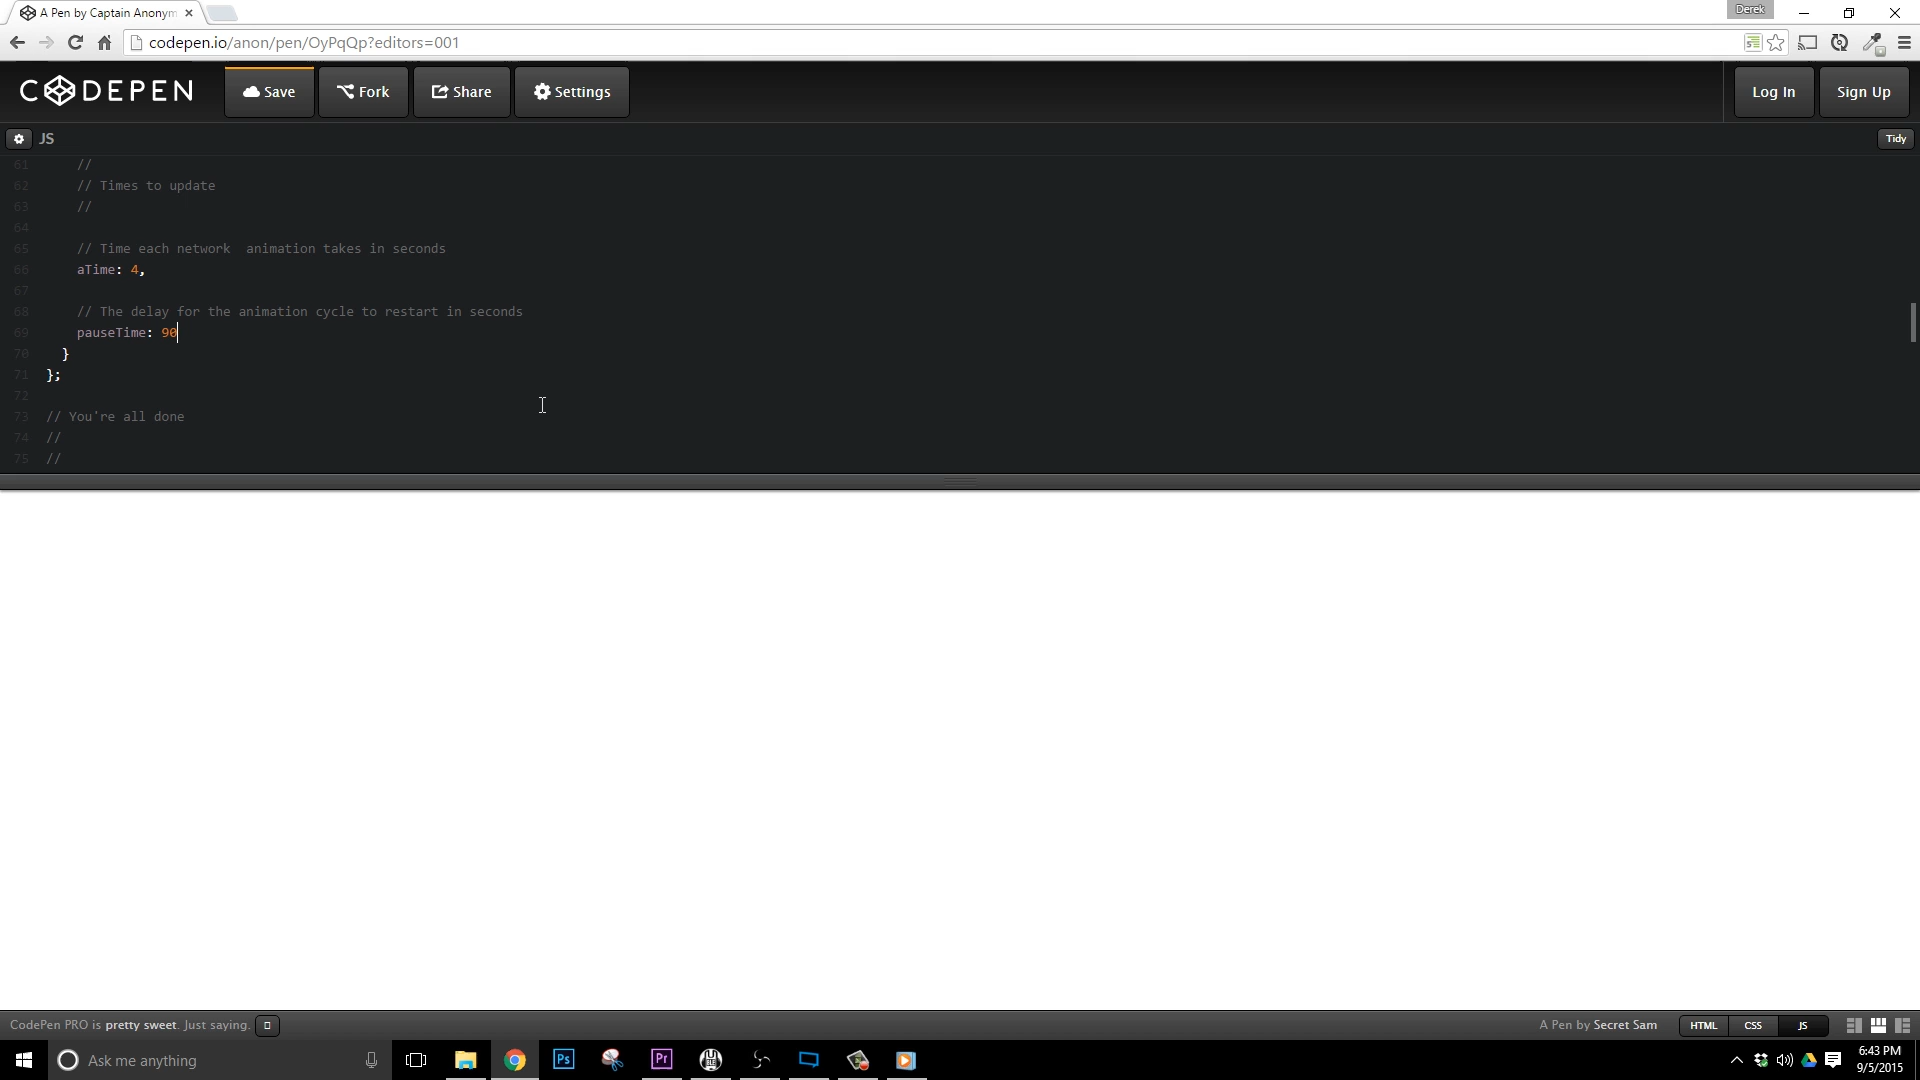 A Pen by Captain Anonym
Derek
codepen.io/anon/pen/OyPqQp?editors=001
CODEPEN
Save
Fork
Share
Settings
Log In
Sign Up
JS
Tidy
61 //
62 // Times to update
63 //
64
65 // Time each network  animation takes in seconds
66 aTime: 4,
67
68 // The delay for the animation cycle to restart in seconds
69 pauseTime: 90
70 }
71 };
72
73 // You're all done
74 //
75 //
CodePen PRO is pretty sweet. Just saying.
A Pen by Secret Sam
HTML
CSS
JS
Ask me anything
Ps
Pr
6:43 PM
9/5/2015